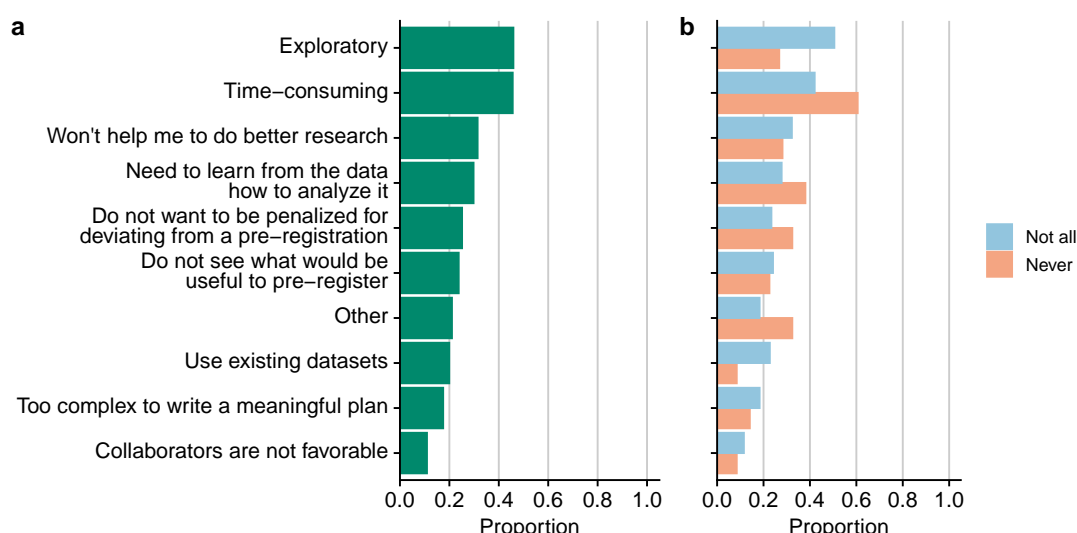 a
Exploratory
Time−consuming
Won't help me to do better research
Need to learn from the data
how to analyze it
Do not want to be penalized for
deviating from a pre−registration
Do not see what would be
useful to pre−register
Other
Use existing datasets
Too complex to write a meaningful plan
Collaborators are not favorable
0.0 0.2 0.4 0.6 0.8 1.0
Proportion
b
0.0 0.2 0.4 0.6 0.8 1.0
Proportion
Not all
Never